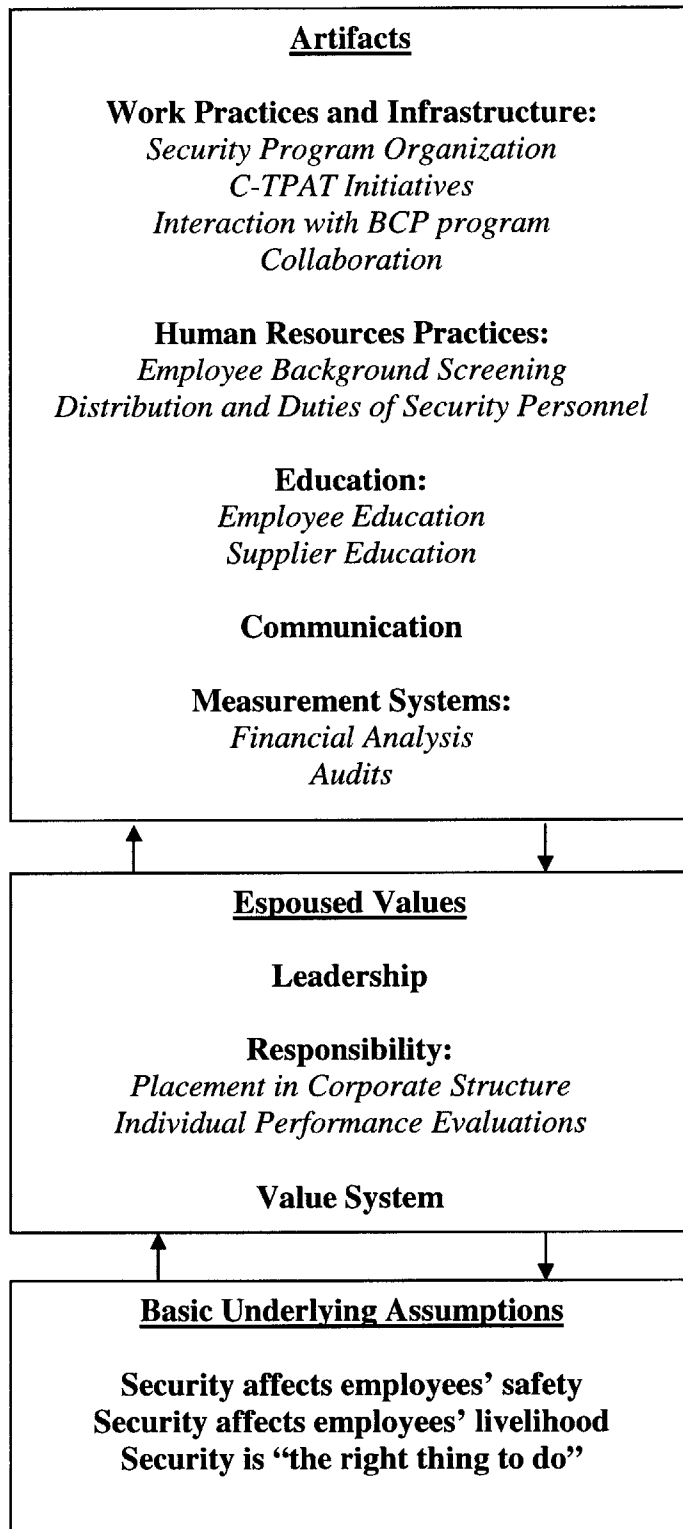 Artifacts
Work Practices and Infrastructure:
Security Program Organization
C-TPAT Initiatives
Interaction with BCP program
Collaboration
Human Resources Practices:
Employee Background Screening
Distribution and Duties of Security Personnel
Education:
Employee Education
Supplier Education
Communication
Measurement Systems:
Financial Analysis
Audits
Espoused Values
Leadership
Responsibility:
Placement in Corporate Structure
Individual Performance Evaluations
Value System
Basic Underlying Assumptions
Security affects employees’ safety
Security affects employees’ livelihood
Security is “the right thing to do”